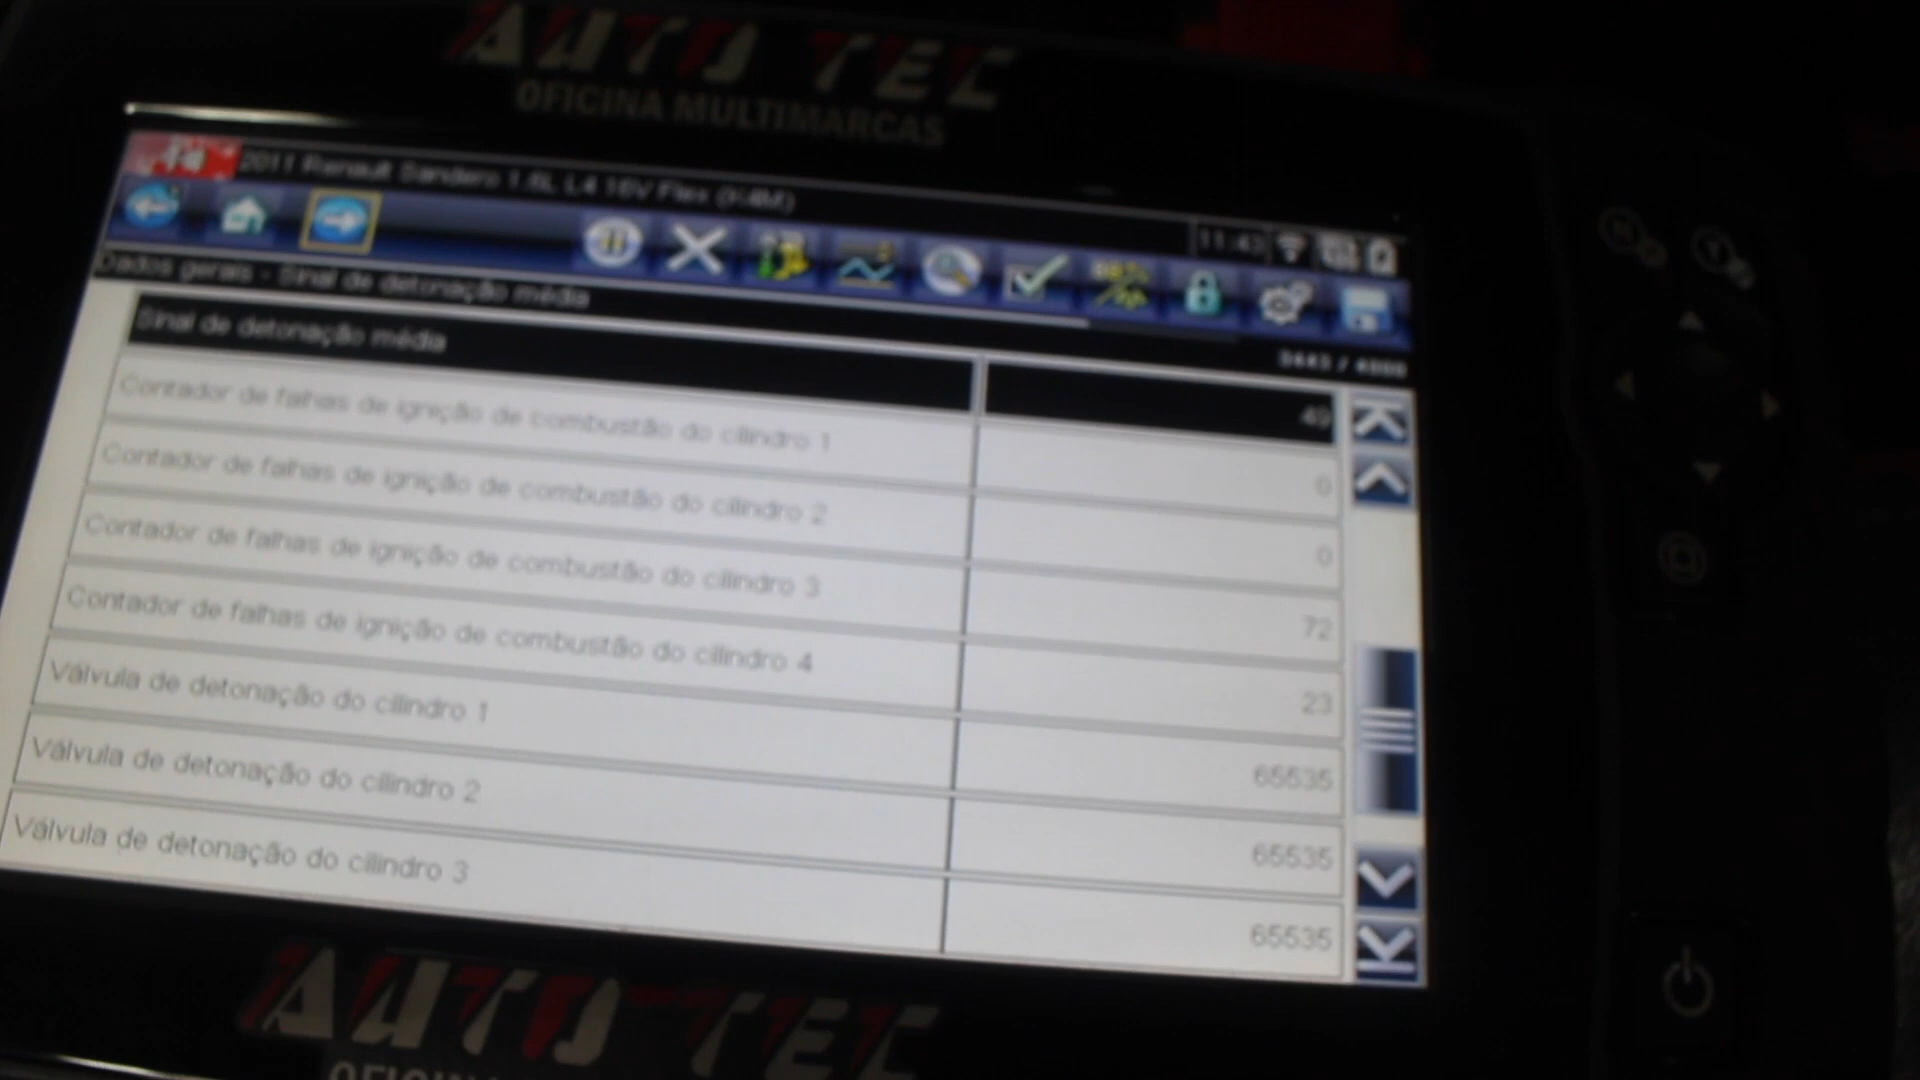 AUTO TEC
OFICINA MULTIMARCAS
2011 Renault Sandero 1.6L L4 16V Flex (K4M)
11:43
Dados gerais - Sinal de detonação média
3443 / 4000
Sinal de detonação média 49
Contador de falhas de ignição de combustão do cilindro 1 0
Contador de falhas de ignição de combustão do cilindro 2 0
Contador de falhas de ignição de combustão do cilindro 3 72
Contador de falhas de ignição de combustão do cilindro 4 23
Válvula de detonação do cilindro 1 65535
Válvula de detonação do cilindro 2 65535
Válvula de detonação do cilindro 3 65535
AUTO TEC